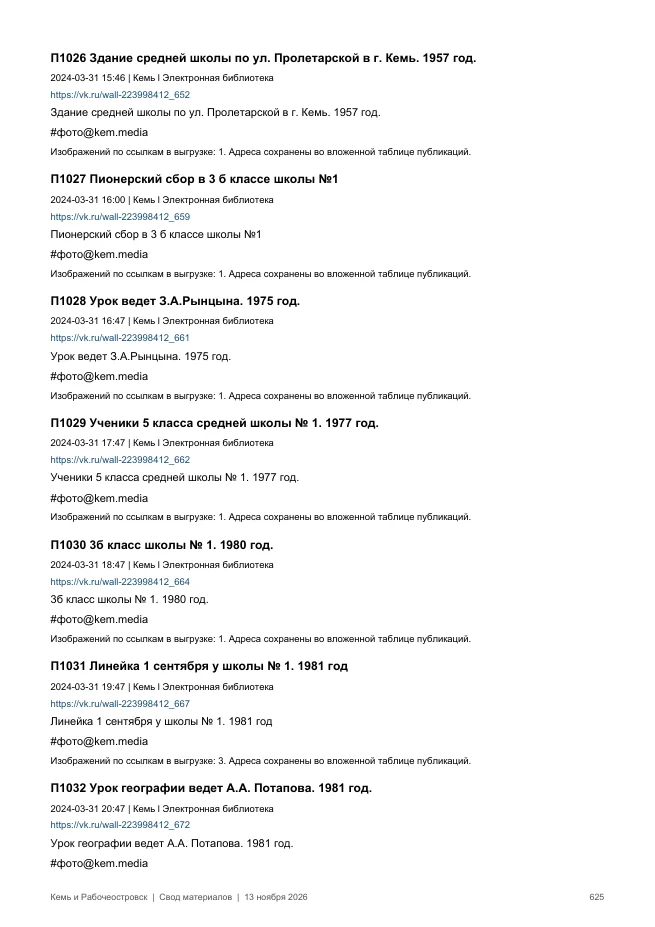 П1026 Здание средней школы по ул. Пролетарской в г. Кемь. 1957 год.
2024-03-31 15:46 | Кемь I Электронная библиотека
https://vk.ru/wall-223998412_652
Здание средней школы по ул. Пролетарской в г. Кемь. 1957 год.
#фото@kem.media
Изображений по ссылкам в выгрузке: 1. Адреса сохранены во вложенной таблице публикаций.
П1027 Пионерский сбор в 3 б классе школы №1
2024-03-31 16:00 | Кемь I Электронная библиотека
https://vk.ru/wall-223998412_659
Пионерский сбор в 3 б классе школы №1
#фото@kem.media
Изображений по ссылкам в выгрузке: 1. Адреса сохранены во вложенной таблице публикаций.
П1028 Урок ведет З.А.Рынцына. 1975 год.
2024-03-31 16:47 | Кемь I Электронная библиотека
https://vk.ru/wall-223998412_661
Урок ведет З.А.Рынцына. 1975 год.
#фото@kem.media
Изображений по ссылкам в выгрузке: 1. Адреса сохранены во вложенной таблице публикаций.
П1029 Ученики 5 класса средней школы № 1. 1977 год.
2024-03-31 17:47 | Кемь I Электронная библиотека
https://vk.ru/wall-223998412_662
Ученики 5 класса средней школы № 1. 1977 год.
#фото@kem.media
Изображений по ссылкам в выгрузке: 1. Адреса сохранены во вложенной таблице публикаций.
П1030 3б класс школы № 1. 1980 год.
2024-03-31 18:47 | Кемь I Электронная библиотека
https://vk.ru/wall-223998412_664
3б класс школы № 1. 1980 год.
#фото@kem.media
Изображений по ссылкам в выгрузке: 1. Адреса сохранены во вложенной таблице публикаций.
П1031 Линейка 1 сентября у школы № 1. 1981 год
2024-03-31 19:47 | Кемь I Электронная библиотека
https://vk.ru/wall-223998412_667
Линейка 1 сентября у школы № 1. 1981 год
#фото@kem.media
Изображений по ссылкам в выгрузке: 3. Адреса сохранены во вложенной таблице публикаций.
П1032 Урок географии ведет А.А. Потапова. 1981 год.
2024-03-31 20:47 | Кемь I Электронная библиотека
https://vk.ru/wall-223998412_672
Урок географии ведет А.А. Потапова. 1981 год.
#фото@kem.media
Кемь и Рабочеостровск | Свод материалов | 13 ноября 2026 625